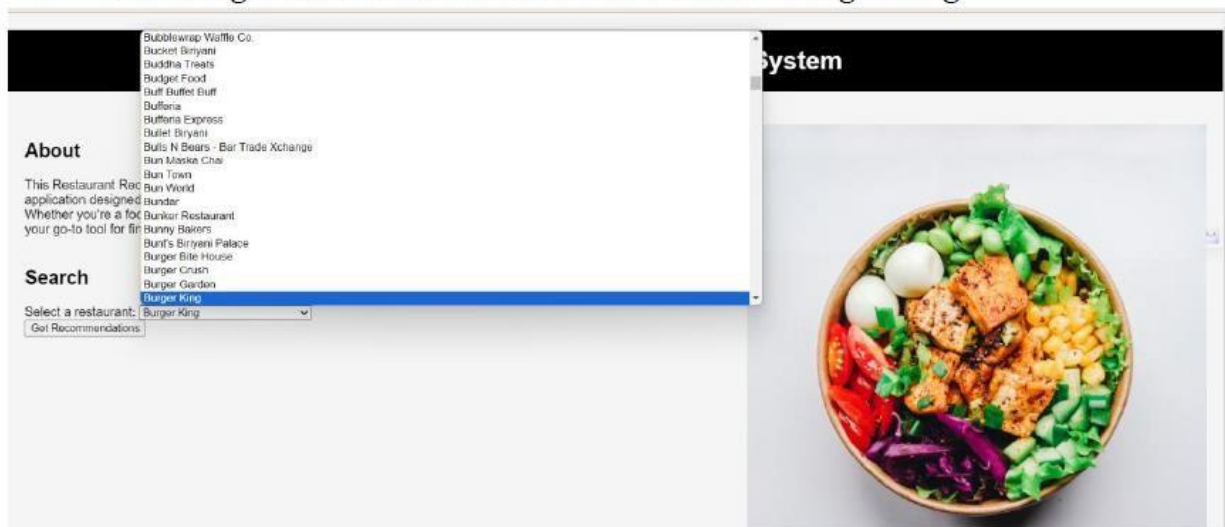 System
Bubblewrap Waffle Co.
Bucket Biriyani
Buddha Treats
Budget Food
Buff Buffet Buff
Bufferia
Bufferia Express
Bullet Biryani
Bulls N Bears - Bar Trade Xchange
Bun Maska Chai
Bun Town
Bun World
Bundar
Bunker Restaurant
Bunny Bakers
Bunt's Biriyani Palace
Burger Bite House
Burger Crush
Burger Garden
Burger King
About
This Restaurant Rec
application designed
Whether you're a foo
your go-to tool for fin
Search
Select a restaurant: Burger King
Get Recommendations